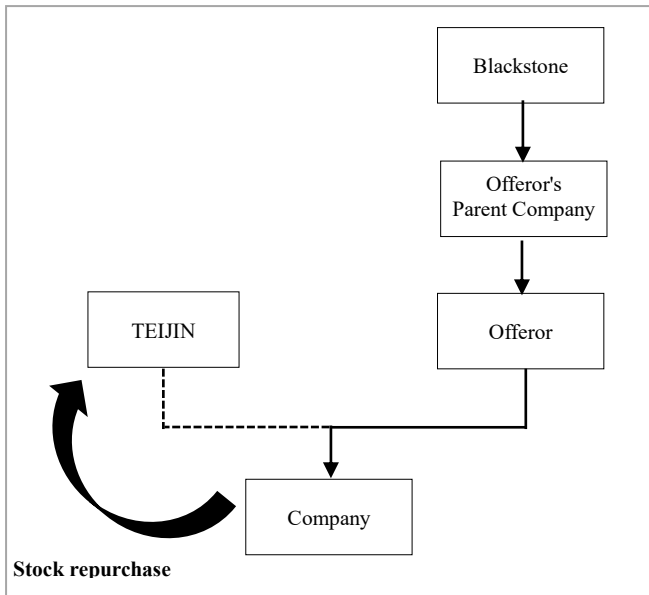 Blackstone
Offeror's
Parent Company
TEIJIN
Offeror
Company
Stock repurchase